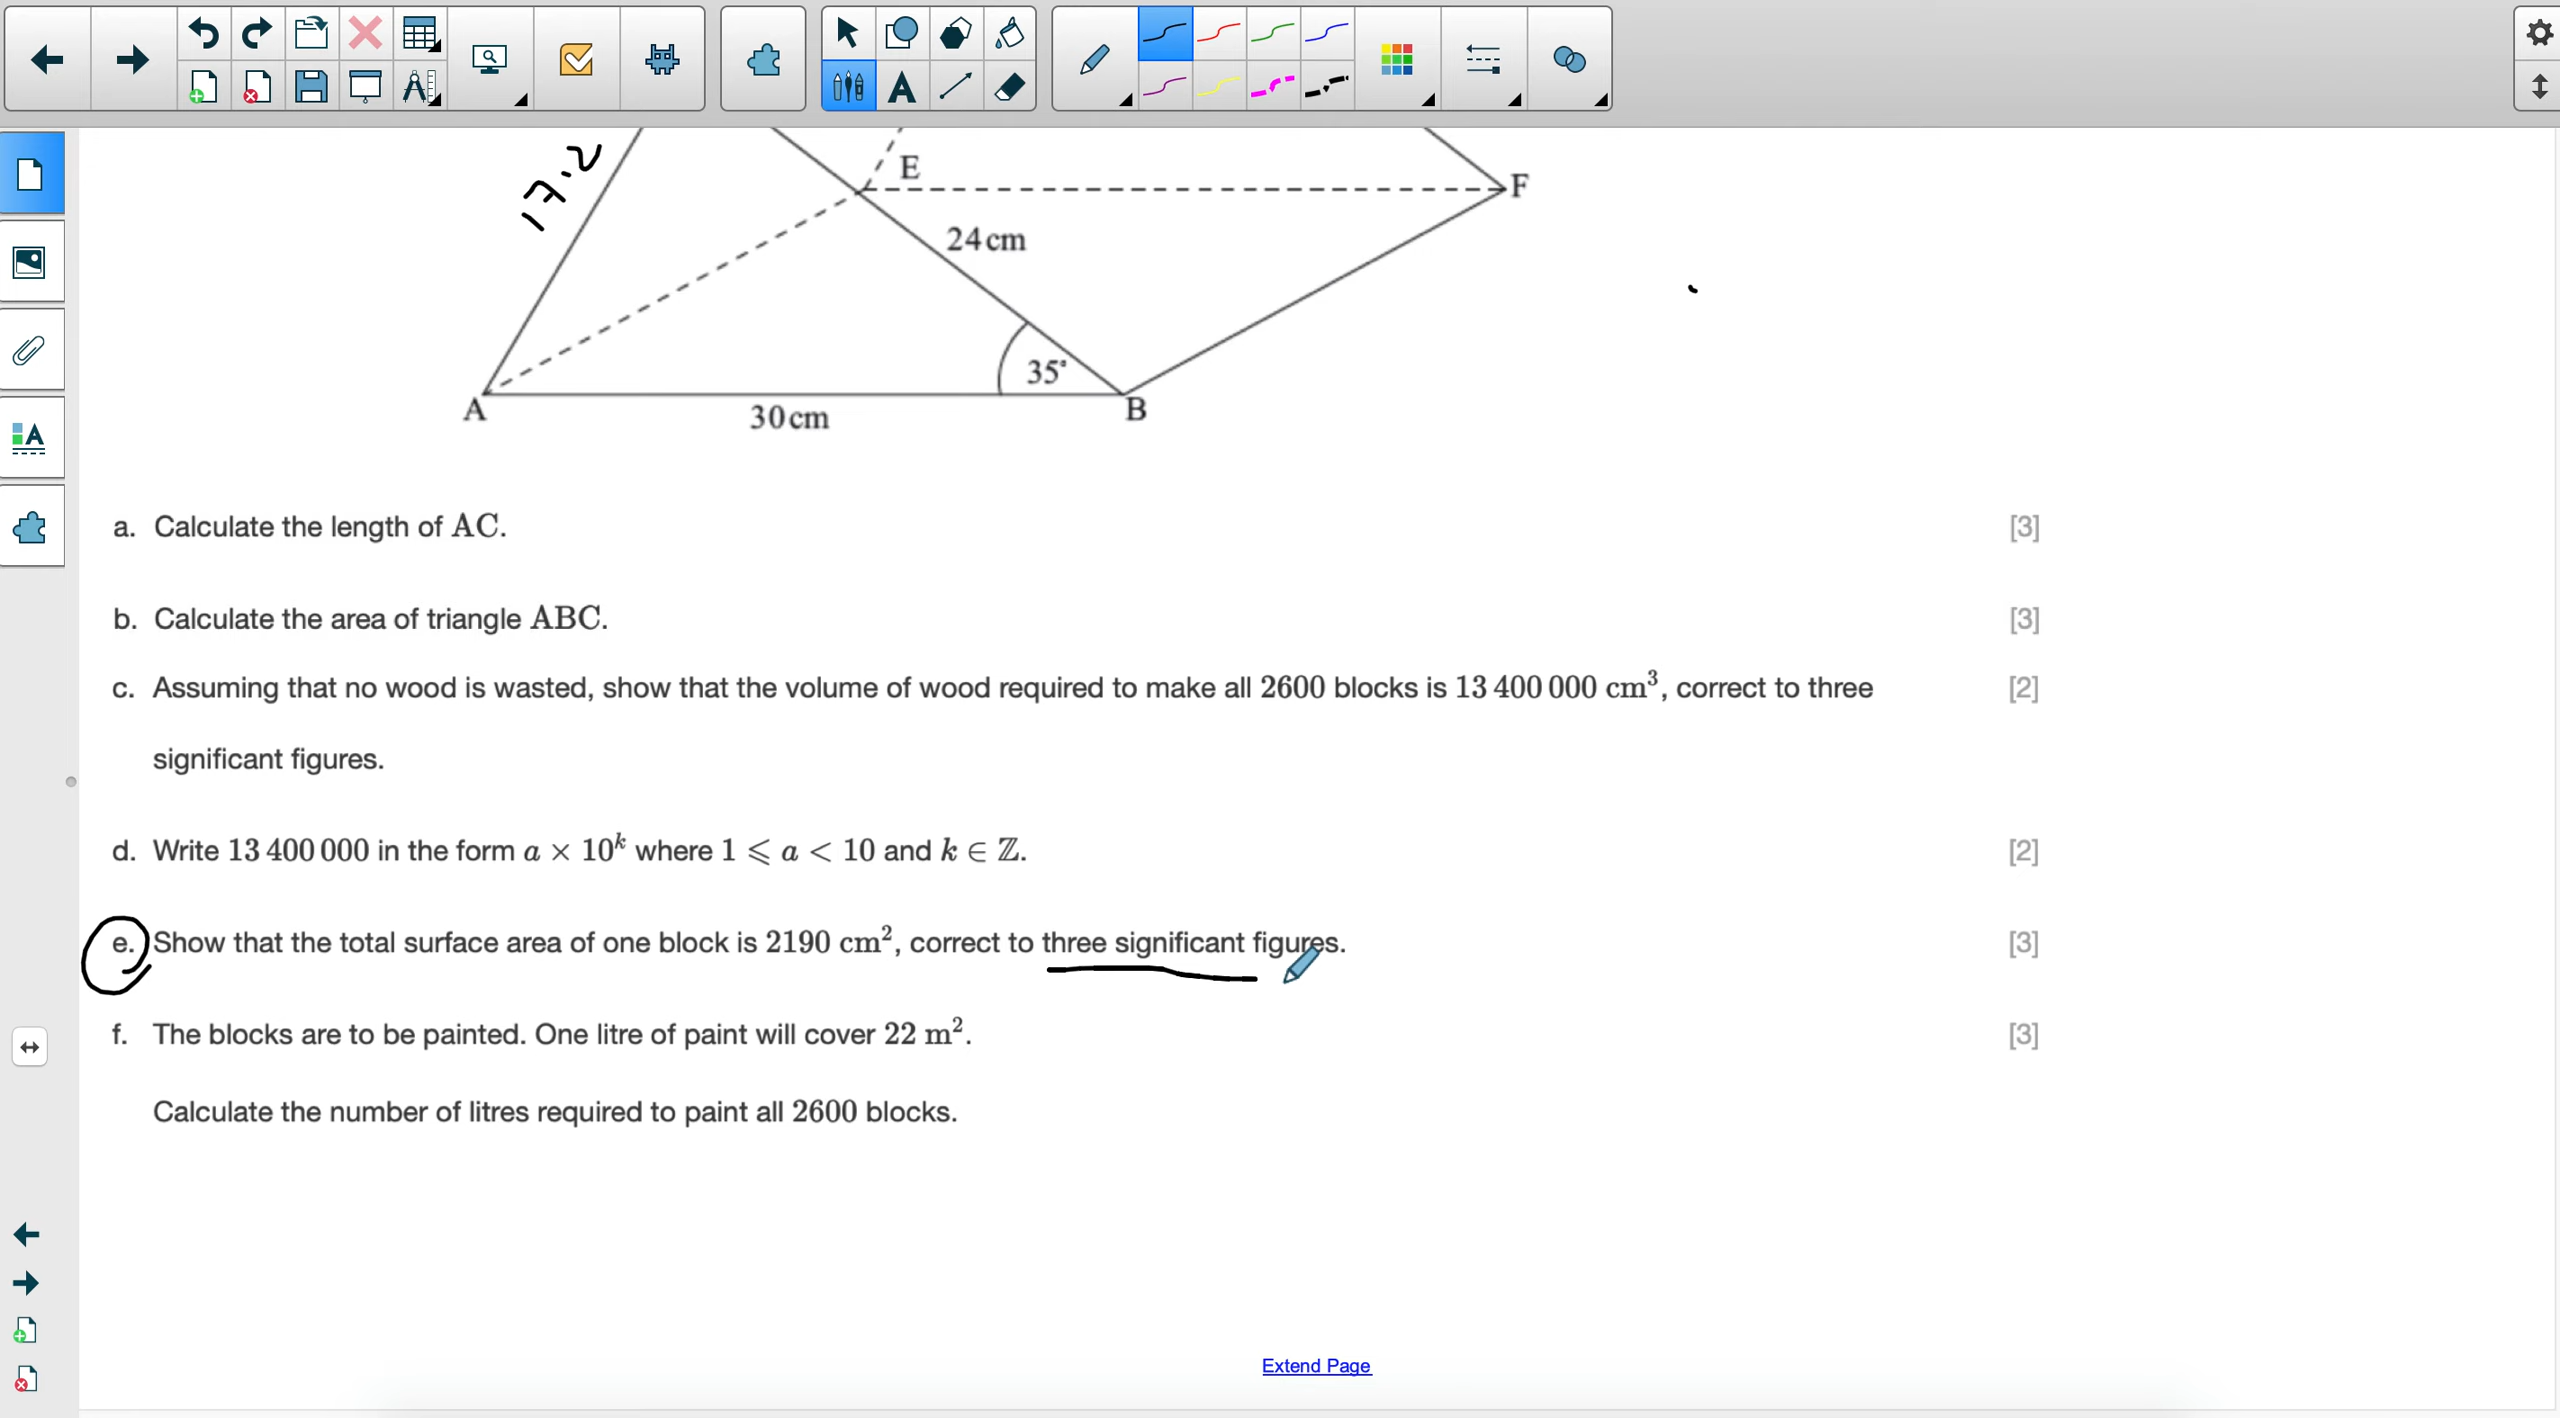 17.2
E
F
24 cm
35°
A
30 cm
B
a. Calculate the length of AC. [3]
b. Calculate the area of triangle ABC. [3]
c. Assuming that no wood is wasted, show that the volume of wood required to make all 2600 blocks is 13 400 000 cm³, correct to three [2]
significant figures.
d. Write 13 400 000 in the form a × 10ᵏ where 1 ⩽ a < 10 and k ∈ ℤ. [2]
e. Show that the total surface area of one block is 2190 cm², correct to three significant figures. [3]
f. The blocks are to be painted. One litre of paint will cover 22 m². [3]
Calculate the number of litres required to paint all 2600 blocks.
Extend Page